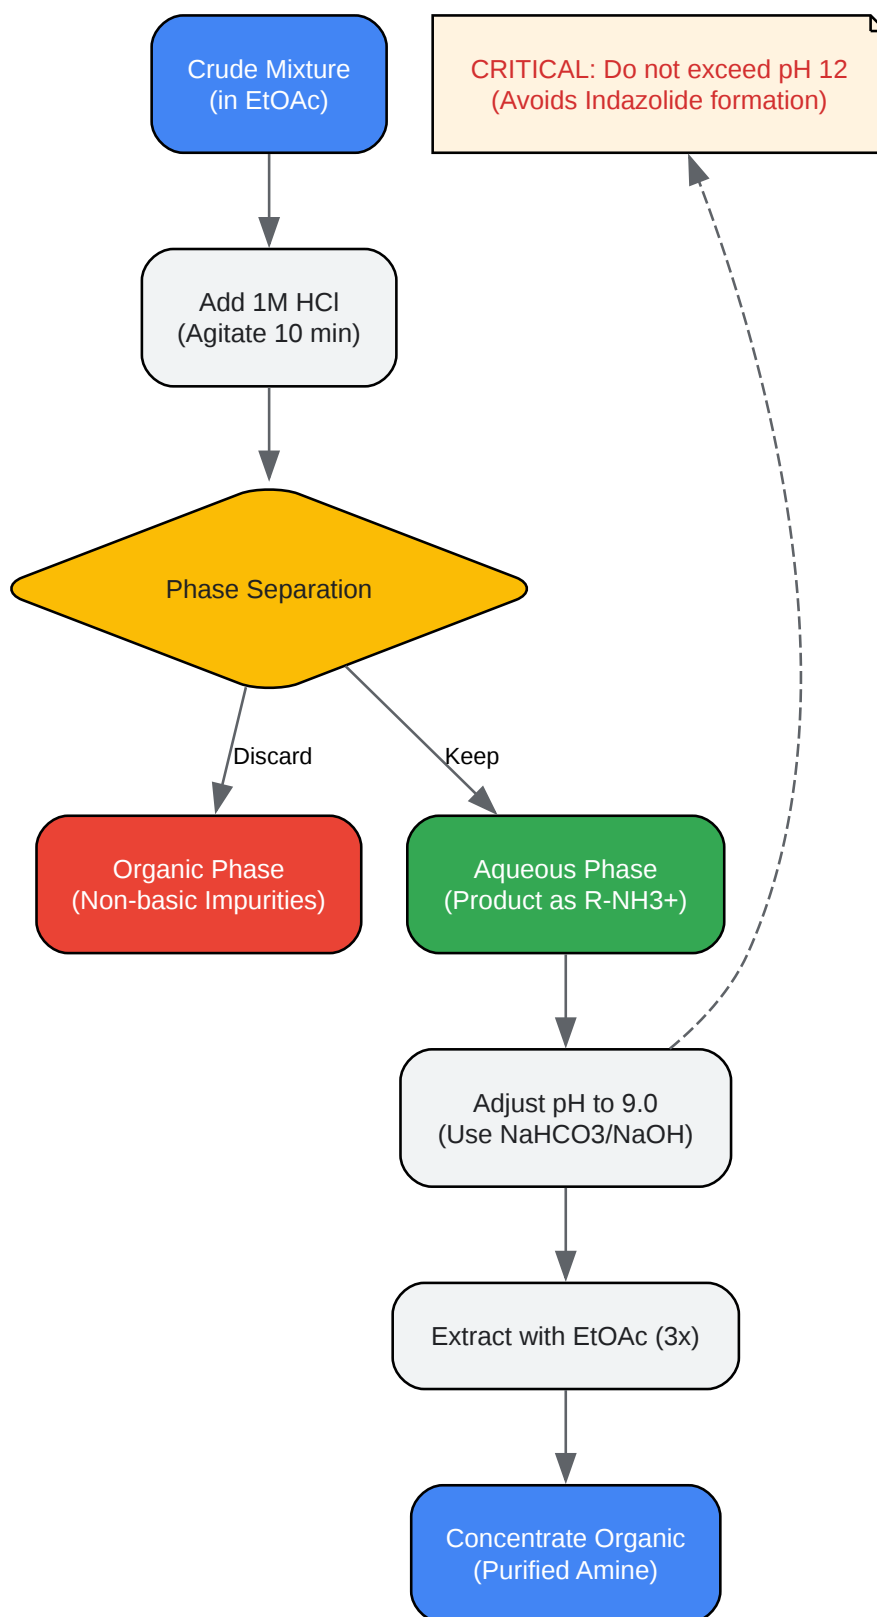 Crude Mixture
(in EtOAc)
CRITICAL: Do not exceed pH 12
(Avoids Indazolide formation)
Add 1M HCl
(Agitate 10 min)
Phase Separation
Discard
Keep
Organic Phase
(Non-basic Impurities)
Aqueous Phase
(Product as R-NH3+)
Adjust pH to 9.0
(Use NaHCO3/NaOH)
Extract with EtOAc (3x)
Concentrate Organic
(Purified Amine)